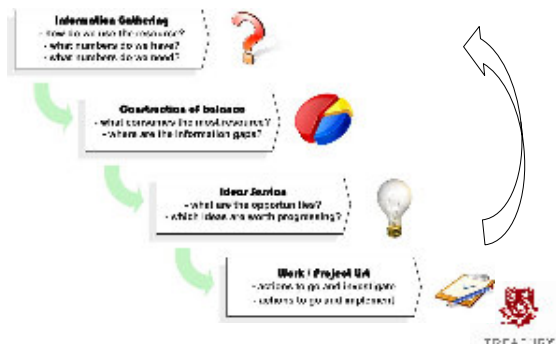 Information Gathering
- how do we use the resource?
- what numbers do we have?
- what numbers do we need?
Construction of balance
- what consumes the most resource?
- where are the information gaps?
Ideas Session
- what are the opportunities?
- which ideas are worth progressing?
Work / Project List
- actions to go and investigate
- actions to go and implement
TREASURY